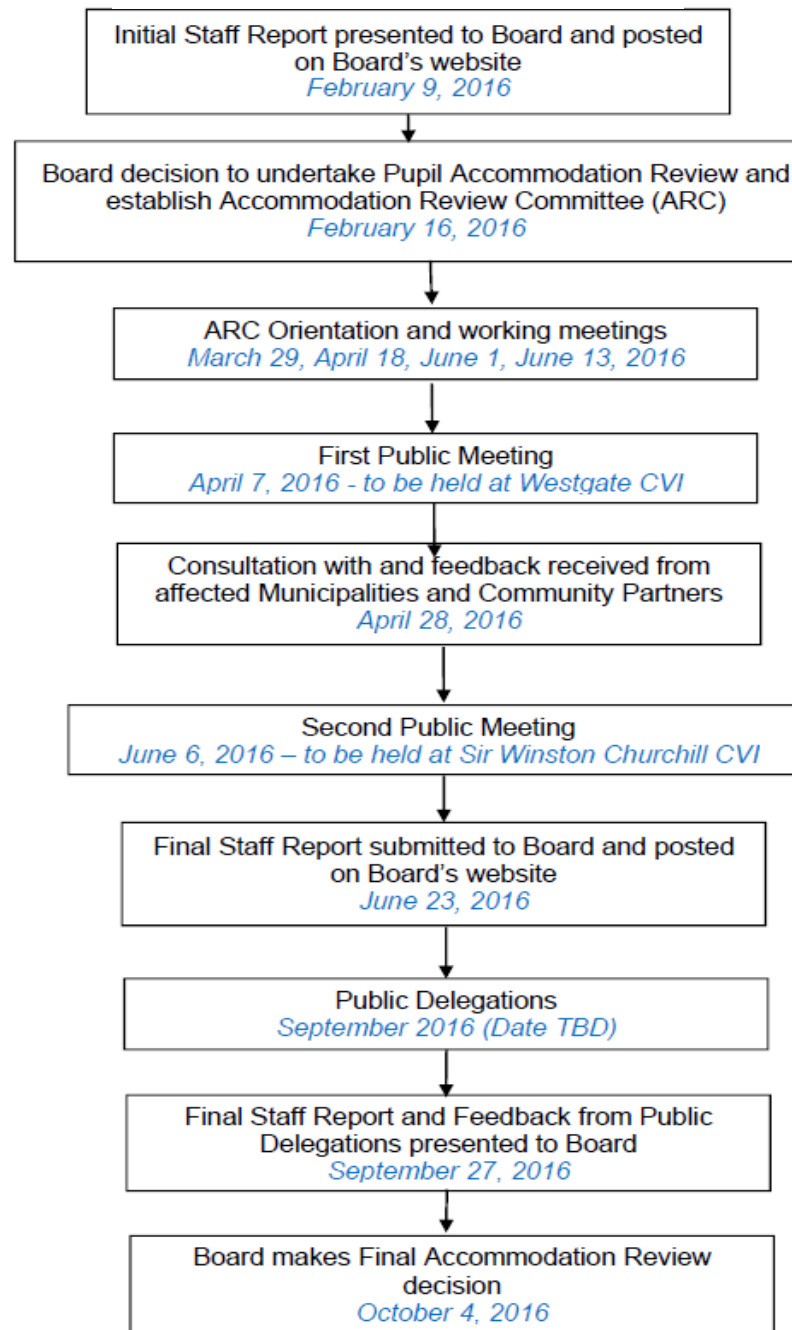 Initial Staff Report presented to Board and posted
on Board's website
February 9, 2016
Board decision to undertake Pupil Accommodation Review and
establish Accommodation Review Committee (ARC)
February 16, 2016
ARC Orientation and working meetings
March 29, April 18, June 1, June 13, 2016
First Public Meeting
April 7, 2016 - to be held at Westgate CVI
Consultation with and feedback received from
affected Municipalities and Community Partners
April 28, 2016
Second Public Meeting
June 6, 2016 – to be held at Sir Winston Churchill CVI
Final Staff Report submitted to Board and posted
on Board's website
June 23, 2016
Public Delegations
September 2016 (Date TBD)
Final Staff Report and Feedback from Public
Delegations presented to Board
September 27, 2016
Board makes Final Accommodation Review
decision
October 4, 2016